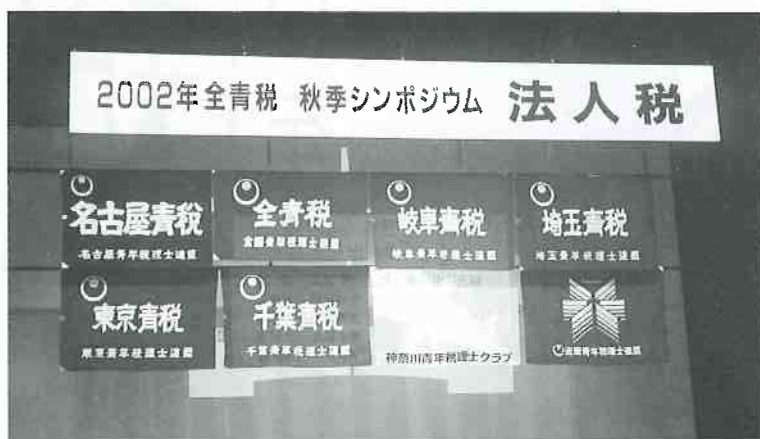 2002年全青税 秋季シンポジウム 法人税
名古屋青税
名古屋青年税理士連盟
全青税
全国青年税理士連盟
岐阜青税
岐阜青年税理士連盟
埼玉青税
埼玉青年税理士連盟
東京青税
東京青年税理士連盟
千葉青税
千葉青年税理士連盟
神奈川青年税理士クラブ
近畿青年税理士連盟